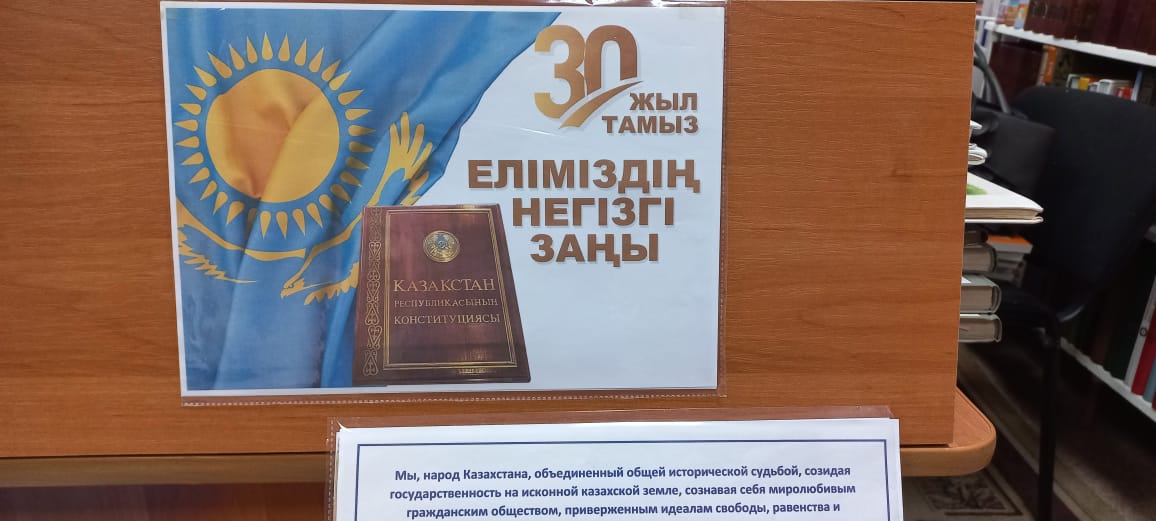 30
ЖЫЛ
ТАМЫЗ
ЕЛІМІЗДІҢ
НЕГІЗГІ
ЗАҢЫ
ҚАЗАҚСТАН
РЕСПУБЛИКАСЫНЫҢ
КОНСТИТУЦИЯСЫ
Мы, народ Казахстана, объединенный общей исторической судьбой, созидая
государственность на исконной казахской земле, сознавая себя миролюбивым
гражданским обществом, приверженным идеалам свободы, равенства и